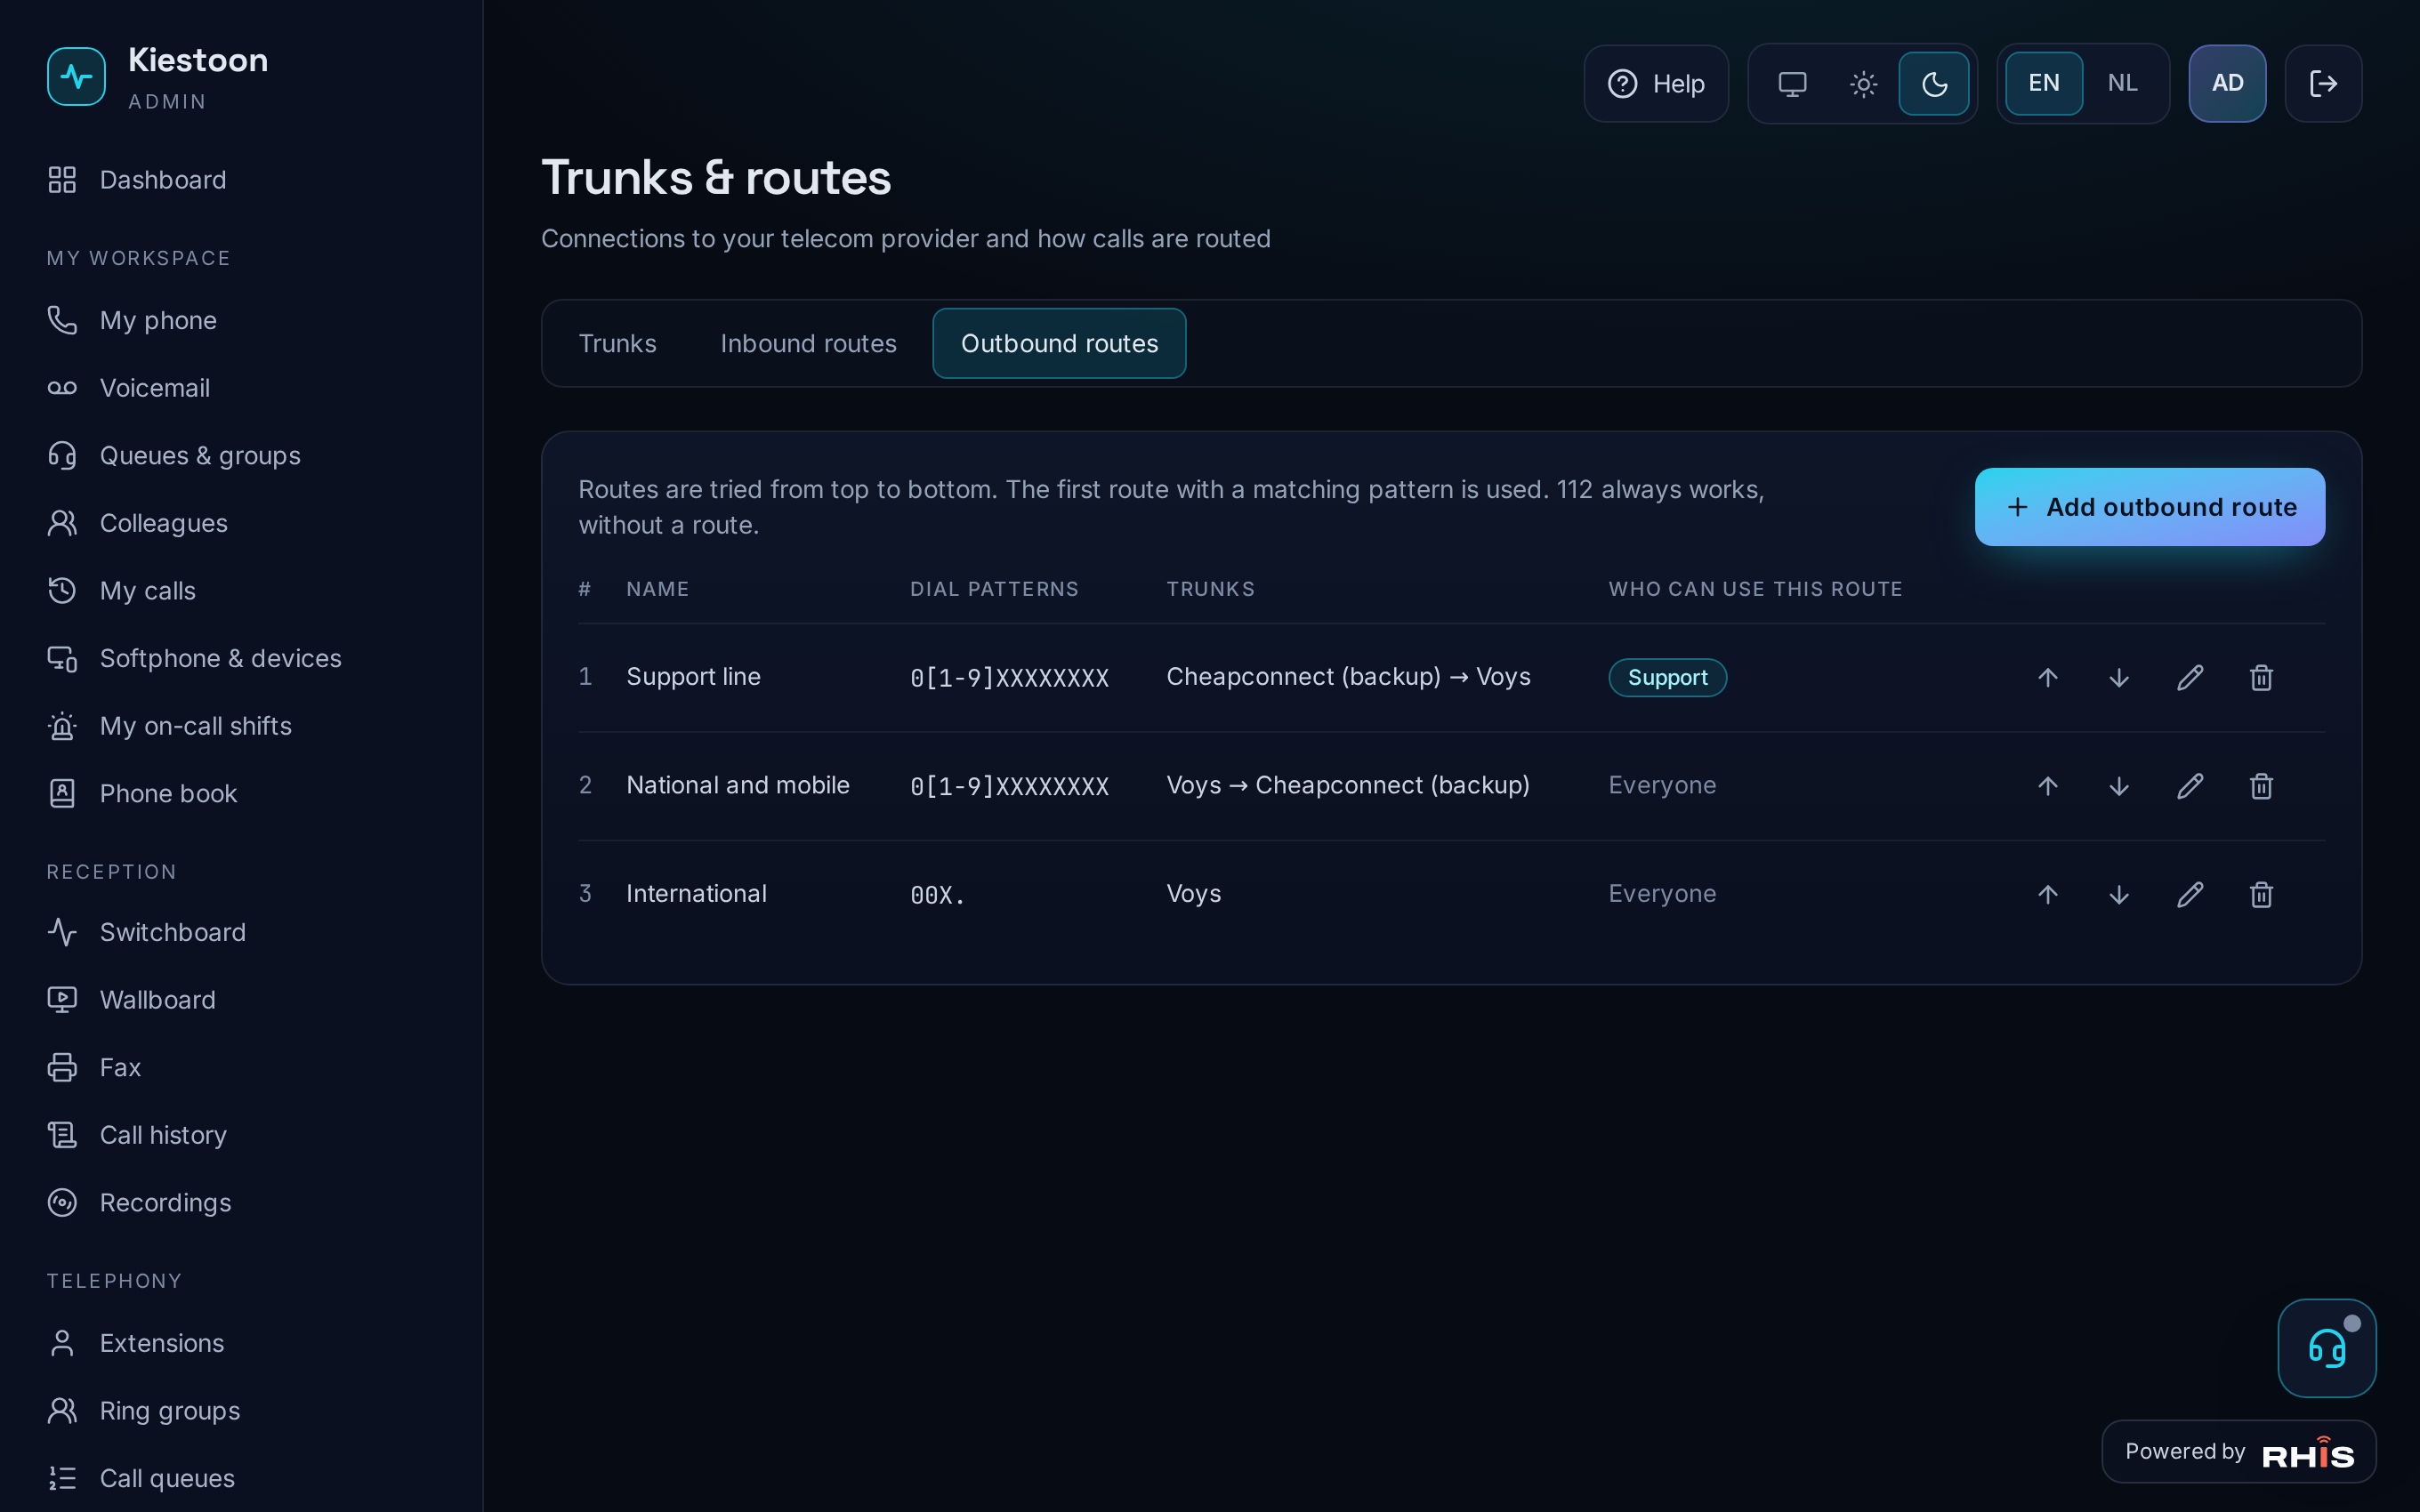 Kiestoon
ADMIN
Dashboard
MY WORKSPACE
My phone
Voicemail
Queues & groups
Colleagues
My calls
Softphone & devices
My on-call shifts
Phone book
RECEPTION
Switchboard
Wallboard
Fax
Call history
Recordings
TELEPHONY
Extensions
Ring groups
Call queues
Help
EN NL
AD
Trunks & routes
Connections to your telecom provider and how calls are routed
Trunks Inbound routes Outbound routes
Routes are tried from top to bottom. The first route with a matching pattern is used. 112 always works,
without a route.
+ Add outbound route
# NAME DIAL PATTERNS TRUNKS WHO CAN USE THIS ROUTE
1 Support line 0[1-9]XXXXXXXX Cheapconnect (backup) → Voys Support
2 National and mobile 0[1-9]XXXXXXXX Voys → Cheapconnect (backup) Everyone
3 International 00X. Voys Everyone
Powered by RHiS